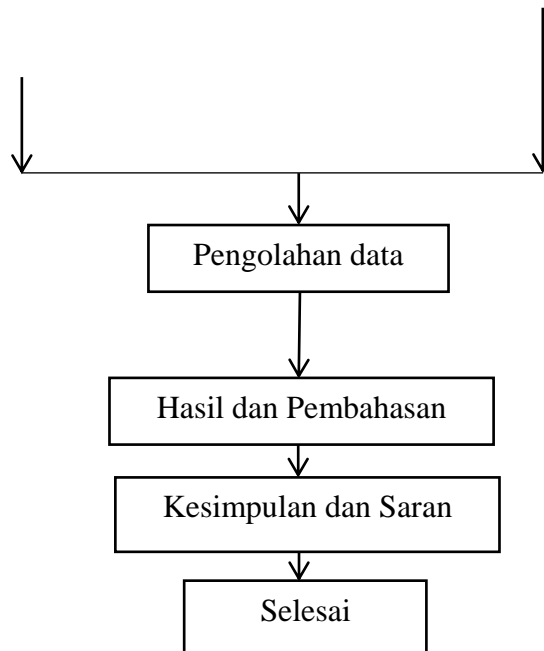 Pengolahan data
Hasil dan Pembahasan
Kesimpulan dan Saran
Selesai